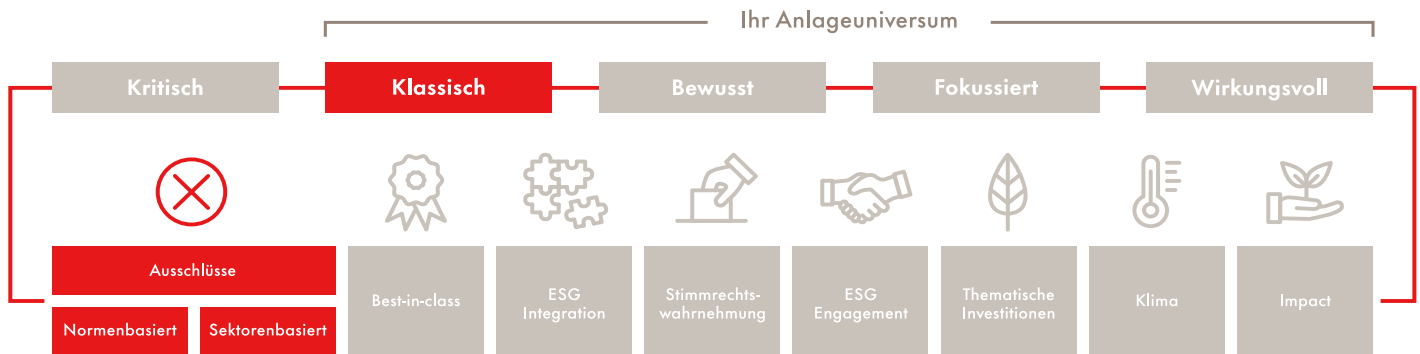 Ihr Anlageuniversum
Kritisch
Klassisch
Bewusst
Fokussiert
Wirkungsvoll
Ausschlüsse
Normenbasiert
Sektorenbasiert
Best-in-class
ESG
Integration
Stimmrechts-
wahrnehmung
ESG
Engagement
Thematische
Investitionen
Klima
Impact